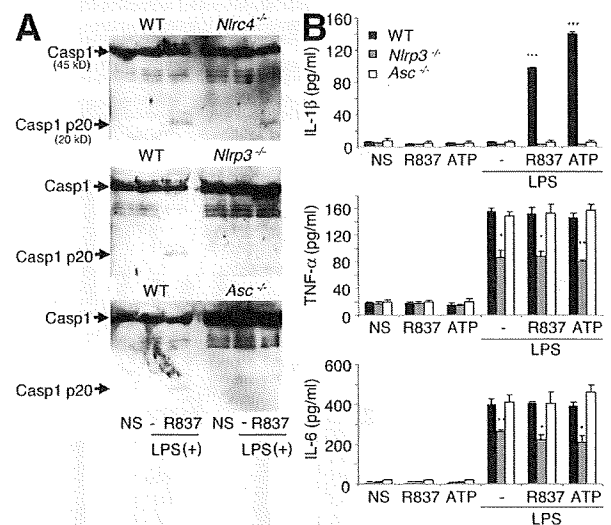 A
WT Nlrc4 -/-
Casp1
(45 kD)
Casp1 p20
(20 kD)
WT Nlrp3 -/-
Casp1
Casp1 p20
WT Asc -/-
Casp1
Casp1 p20
NS - R837 NS - R837
LPS(+) LPS(+)
B
WT
Nlrp3 -/-
Asc -/-
IL-1β (pg/ml)
160
120
80
40
0
***
***
NS R837 ATP - R837 ATP
LPS
TNF-α (pg/ml)
160
120
80
40
0
NS R837 ATP - R837 ATP
LPS
IL-6 (pg/ml)
600
400
200
0
NS R837 ATP - R837 ATP
LPS